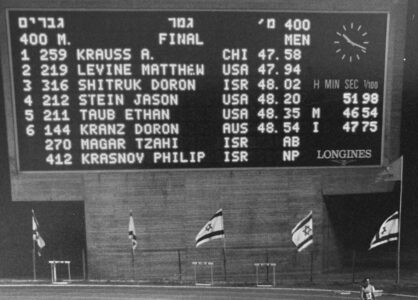 גברים גמר 400 מ׳
400 M. FINAL MEN
1 259 KRAUSS A. CHI 47.58
2 219 LEVINE MATTHEW USA 47.94
3 316 SHITRUK DORON ISR 48.02
4 212 STEIN JASON USA 48.20
5 211 TAUB ETHAN USA 48.35
6 144 KRANZ DORON AUS 48.54
270 MAGAR TZAHI ISR AB
412 KRASNOV PHILIP ISR NP
H MIN SEC 1/100
51 98
M 46 54
I 47 75
LONGINES